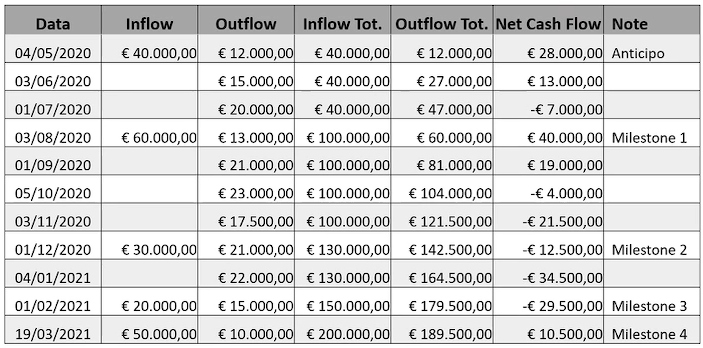 Data Inflow Outflow Inflow Tot. Outflow Tot. Net Cash Flow Note
04/05/2020 € 40.000,00 € 12.000,00 € 40.000,00 € 12.000,00 € 28.000,00 Anticipo
03/06/2020 € 15.000,00 € 40.000,00 € 27.000,00 € 13.000,00
01/07/2020 € 20.000,00 € 40.000,00 € 47.000,00 -€ 7.000,00
03/08/2020 € 60.000,00 € 13.000,00 € 100.000,00 € 60.000,00 € 40.000,00 Milestone 1
01/09/2020 € 21.000,00 € 100.000,00 € 81.000,00 € 19.000,00
05/10/2020 € 23.000,00 € 100.000,00 € 104.000,00 -€ 4.000,00
03/11/2020 € 17.500,00 € 100.000,00 € 121.500,00 -€ 21.500,00
01/12/2020 € 30.000,00 € 21.000,00 € 130.000,00 € 142.500,00 -€ 12.500,00 Milestone 2
04/01/2021 € 22.000,00 € 130.000,00 € 164.500,00 -€ 34.500,00
01/02/2021 € 20.000,00 € 15.000,00 € 150.000,00 € 179.500,00 -€ 29.500,00 Milestone 3
19/03/2021 € 50.000,00 € 10.000,00 € 200.000,00 € 189.500,00 € 10.500,00 Milestone 4